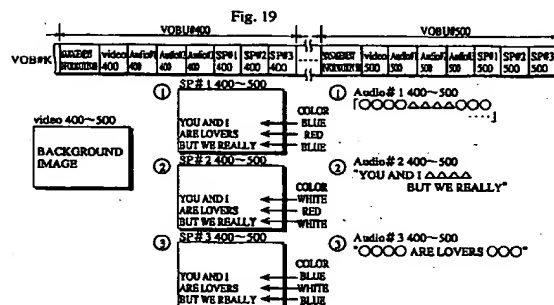 Fig. 19
VOBU#400
VOBU#500
VOB#K
video 400
Audio#1 400
Audio#2 400
Audio#3 400
SP#1 400
SP#2 400
SP#3 400
video 500
Audio#1 500
Audio#2 500
Audio#3 500
SP#1 500
SP#2 500
SP#3 500
video 400~500
BACKGROUND
IMAGE
① SP#1 400~500
COLOR
YOU AND I BLUE
ARE LOVERS RED
BUT WE REALLY BLUE
② SP#2 400~500
COLOR
YOU AND I WHITE
ARE LOVERS RED
BUT WE REALLY WHITE
③ SP#3 400~500
COLOR
YOU AND I BLUE
ARE LOVERS WHITE
BUT WE REALLY BLUE
① Audio#1 400~500
「○○○○△△△△○○○
····」
② Audio#2 400~500
"YOU AND I △△△△
BUT WE REALLY"
③ Audio#3 400~500
"○○○○ ARE LOVERS ○○○"